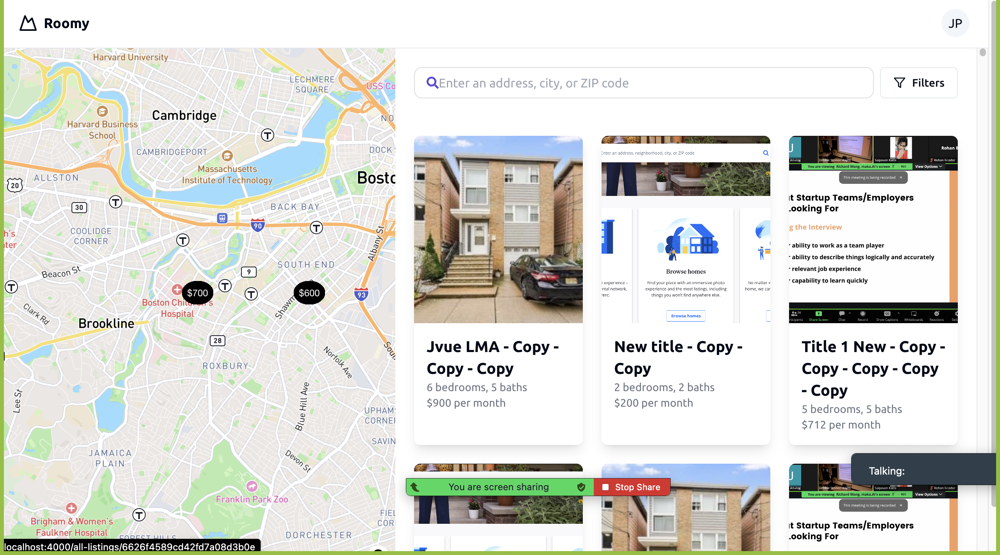 Roomy
JP
Harvard University
LECHMERE
SQUARE
USS Co
Cambridge
NO
Harvard Business
School
CAMBRIDGEPORT
DOCK
Massachusetts
Institute of Technology
Bosto
ALLSTON
20
30
BACK BAY
90
COOLIDGE
CORNER
h's
ter
Albany St
SOUTH END
9
Beacon St
$700
$600
93
Boston Children's
Hospital
Shawm
Clark Rd
Brookline
28
Norfolk Ave
South
ROXBURY
Lee St
Blue Hill Ave
UPHAMS
CORNER
SAVIN
JAMAICA
PLAIN
Devon St
Franklin Park Zoo
Brigham & Women's
Faulkner Hospital
FIEL
CORN
FOREST HILLS
DORCHESTER
localhost:4000/all-listings/6626f4589cd42fd7a08d3b0e
Enter an address, city, or ZIP code
Filters
Jvue LMA - Copy -
Copy - Copy
6 bedrooms, 5 baths
$900 per month
Enter an address, neighborhood, city, or ZIP code
Browse homes
Find your place with an immersive photo
experience and the most listings, including
things you won't find anywhere else.
Browse homes
e experience –
ntal network,
rent.
No matter w
home, we can
New title - Copy -
Copy
2 bedrooms, 2 baths
$200 per month
U
Anurag
Debbie Steiner Hayes
Saipavan Katta
Rohan B
Rohan Biradar
You are viewing Richard Wang, maka.AI's screen
REC
View Options
This meeting is being recorded ×
t Startup Teams/Employers
Looking For
g the Interview
r ability to work as a team player
r ability to describe things logically and accurately
r relevant job experience
r capability to learn quickly
24
rticipants
Share Screen
Chat
Record
CC
Show Captions
Whiteboards
Reactions
Sett
Title 1 New - Copy -
Copy - Copy - Copy
- Copy
5 bedrooms, 5 baths
$712 per month
Talking:
You are screen sharing
Stop Share
U
Anurag
Debbie Steiner Hayes
Saipavan Katta
Rohan Biradar
You are viewing Richard Wang, maka.AI's screen
REC
View Options
This meeting is being recorded ×
t Startup Teams/Employers
Looking For